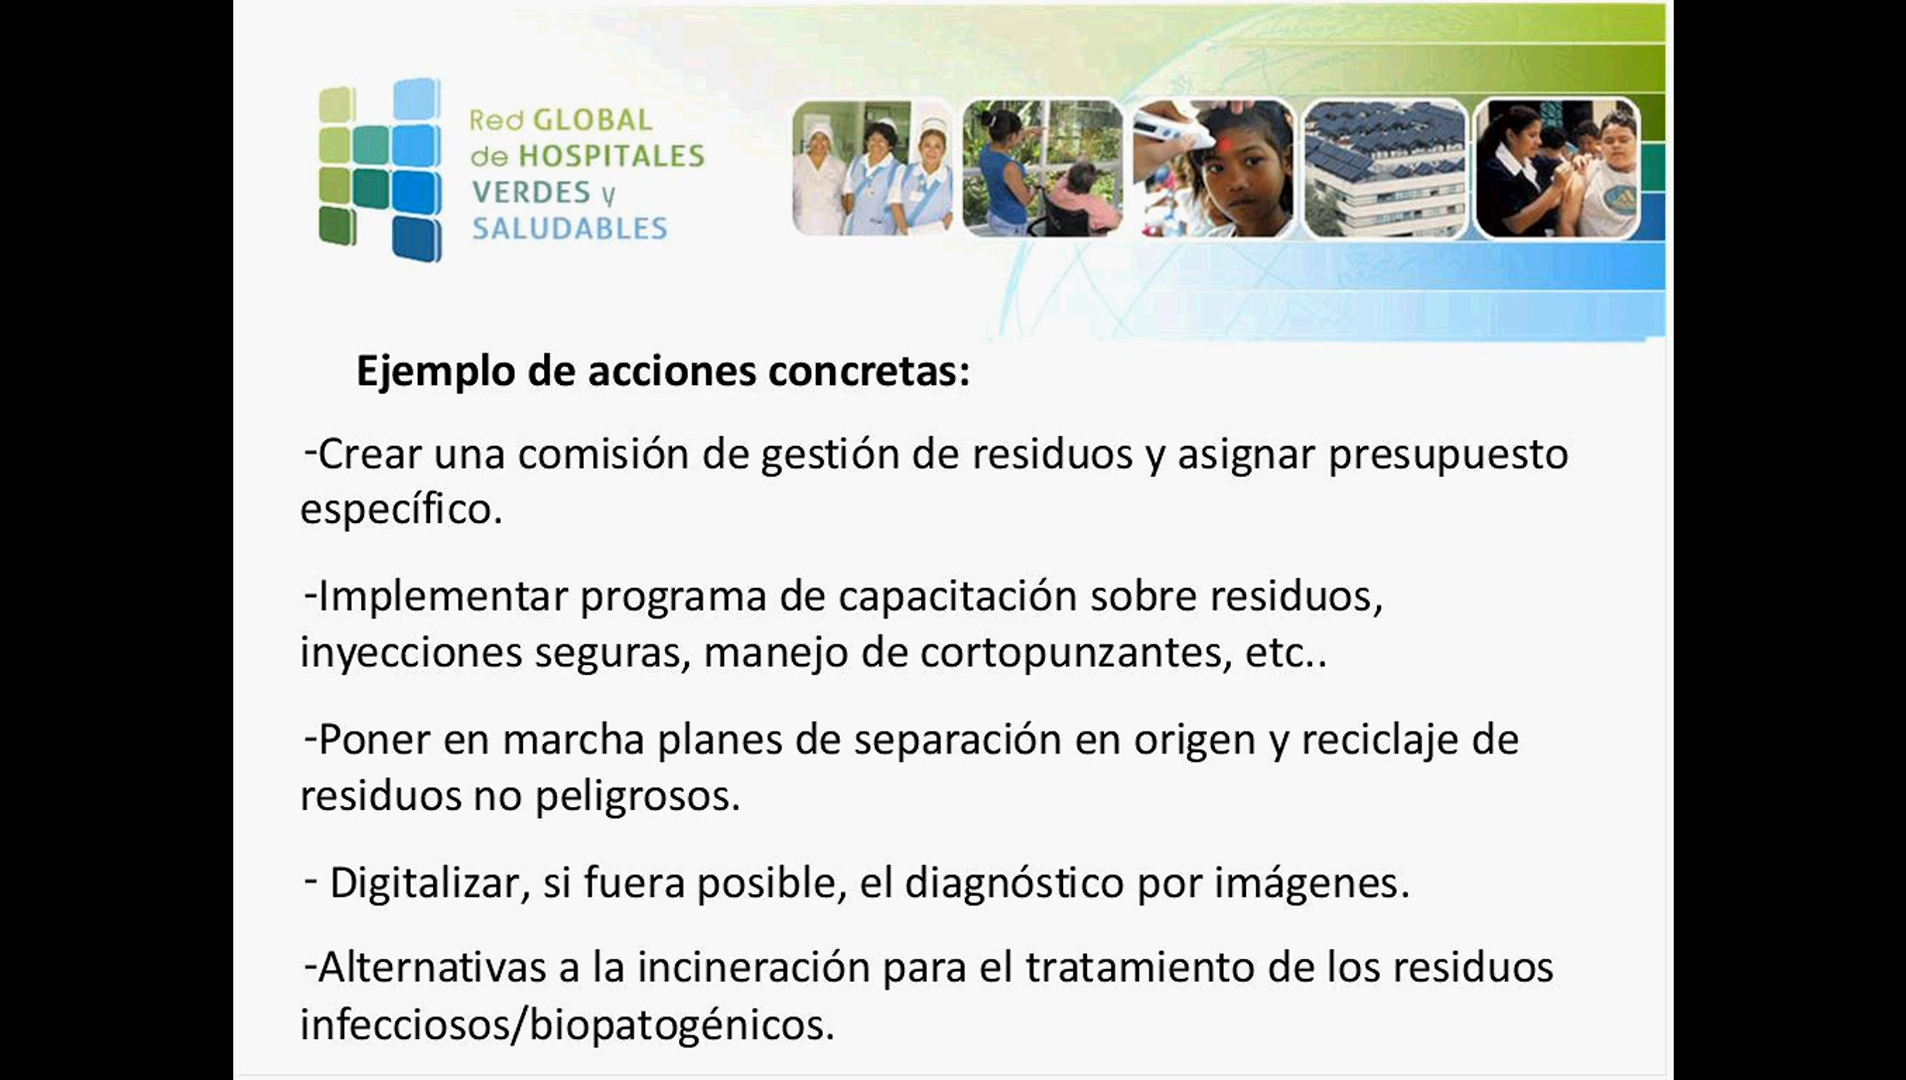 Red GLOBAL
de HOSPITALES
VERDES y
SALUDABLES
Ejemplo de acciones concretas:
-Crear una comisión de gestión de residuos y asignar presupuesto
específico.
-Implementar programa de capacitación sobre residuos,
inyecciones seguras, manejo de cortopunzantes, etc..
-Poner en marcha planes de separación en origen y reciclaje de
residuos no peligrosos.
- Digitalizar, si fuera posible, el diagnóstico por imágenes.
-Alternativas a la incineración para el tratamiento de los residuos
infecciosos/biopatogénicos.